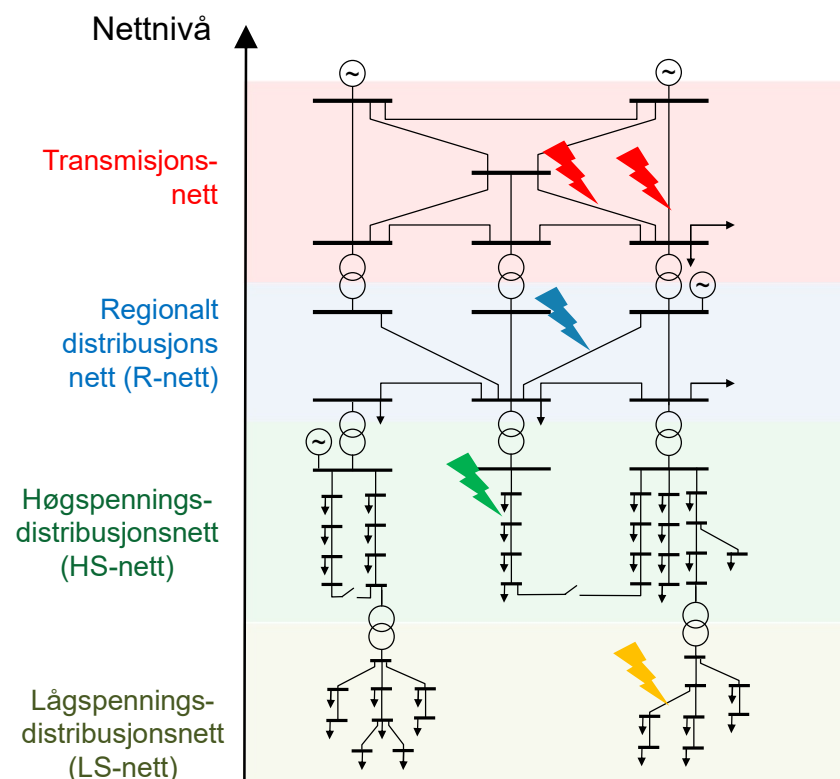 Nettnivå
~
~
Transmisjons-
nett
~
Regionalt
distribusjons
nett (R-nett)
~
Høgspennings-
distribusjonsnett
(HS-nett)
Lågspennings-
distribusjonsnett
(LS-nett)